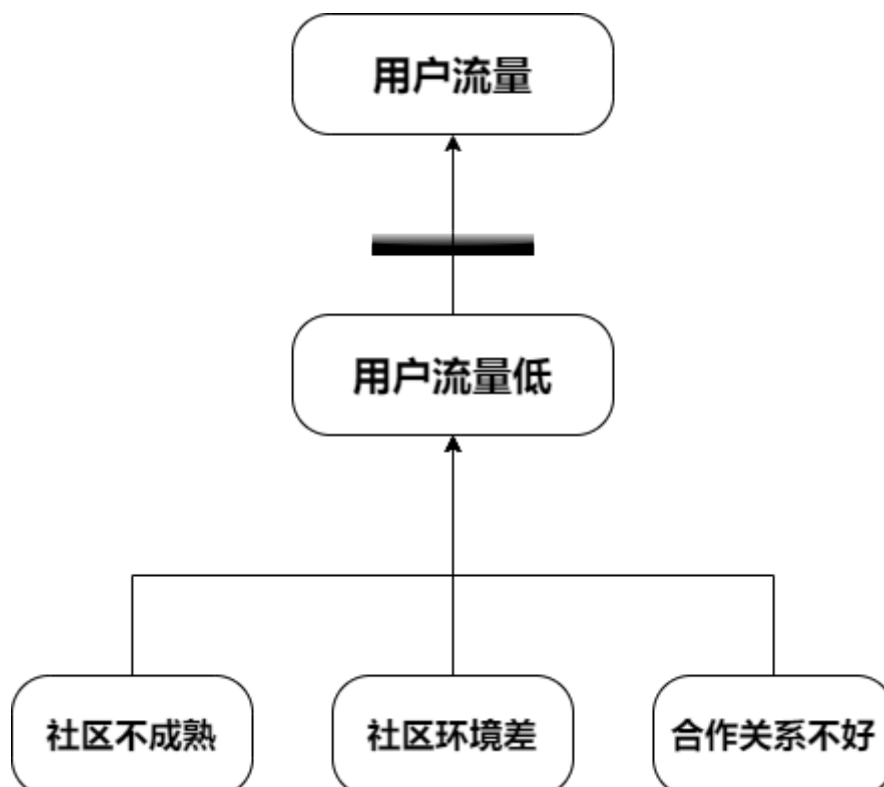 用户流量
用户流量低
社区不成熟
社区环境差
合作关系不好